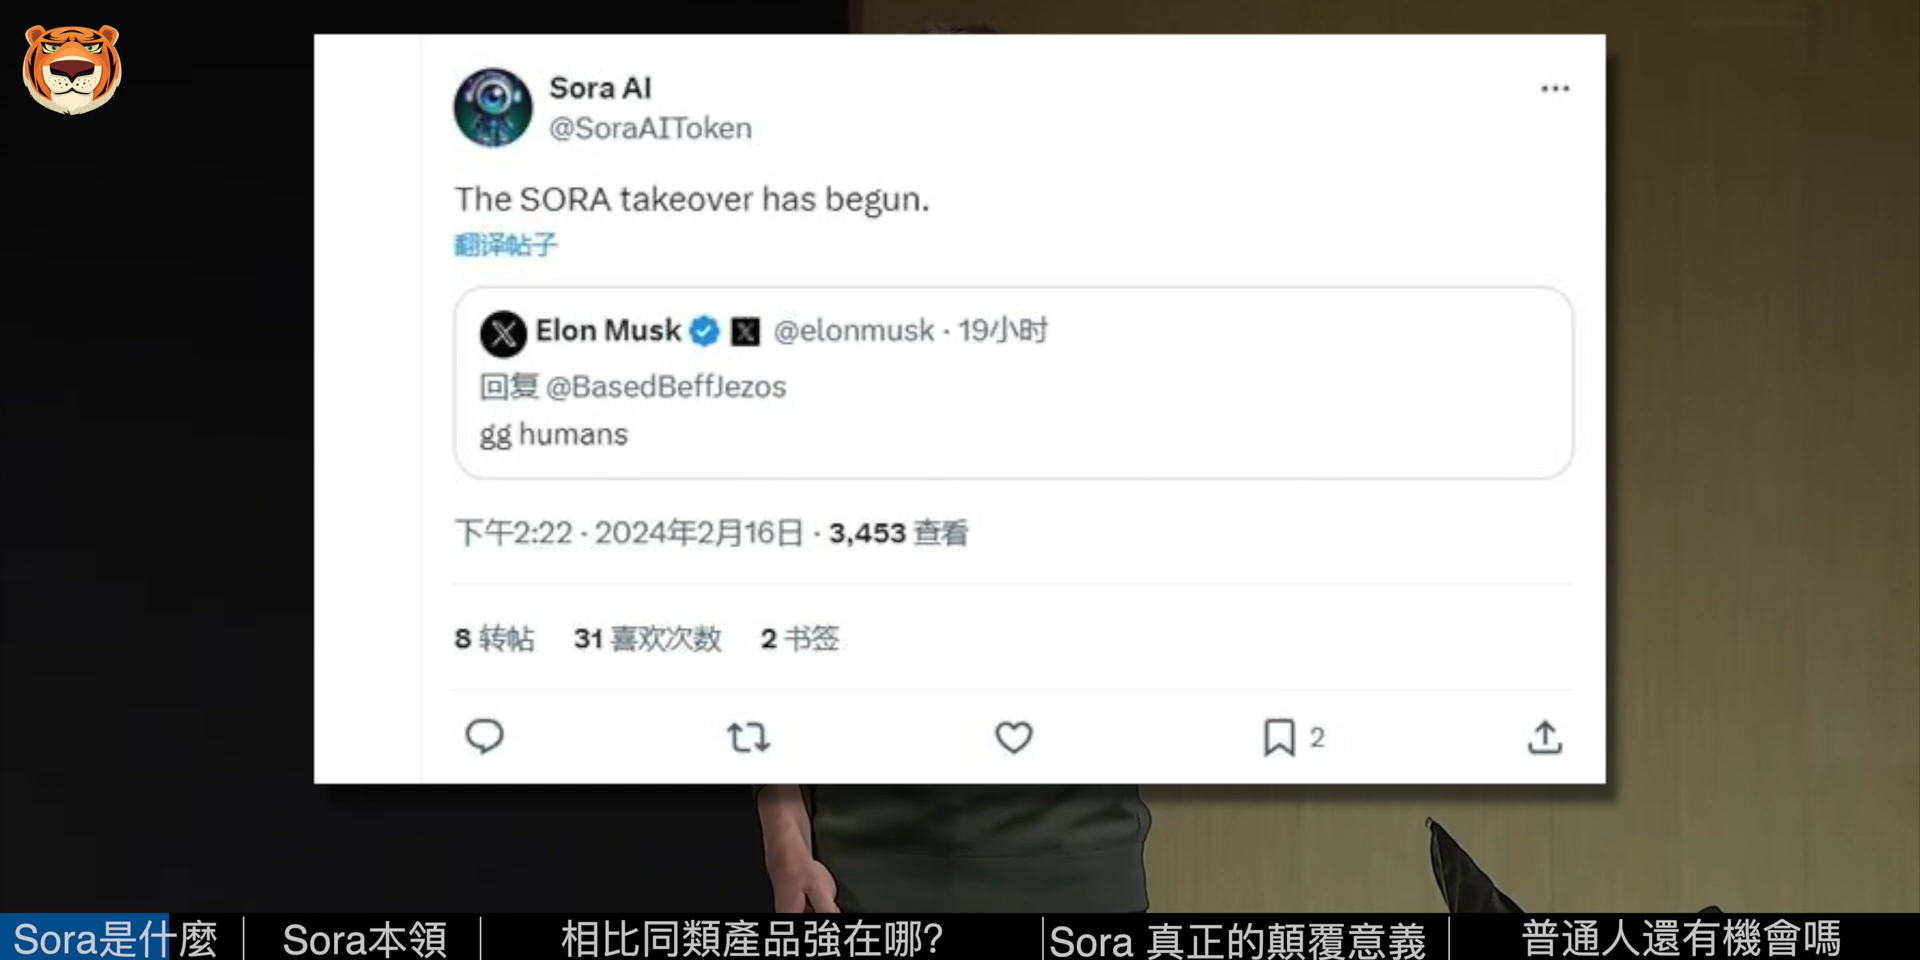 Sora AI
@SoraAIToken
The SORA takeover has begun.
翻译帖子
Elon Musk @elonmusk · 19小时
回复 @BasedBeffJezos
gg humans
下午2:22 · 2024年2月16日 · 3,453 查看
8 转帖 31 喜欢次数 2 书签
2
Sora是什麼 Sora本領 相比同類產品強在哪? Sora 真正的顛覆意義 普通人還有機會嗎